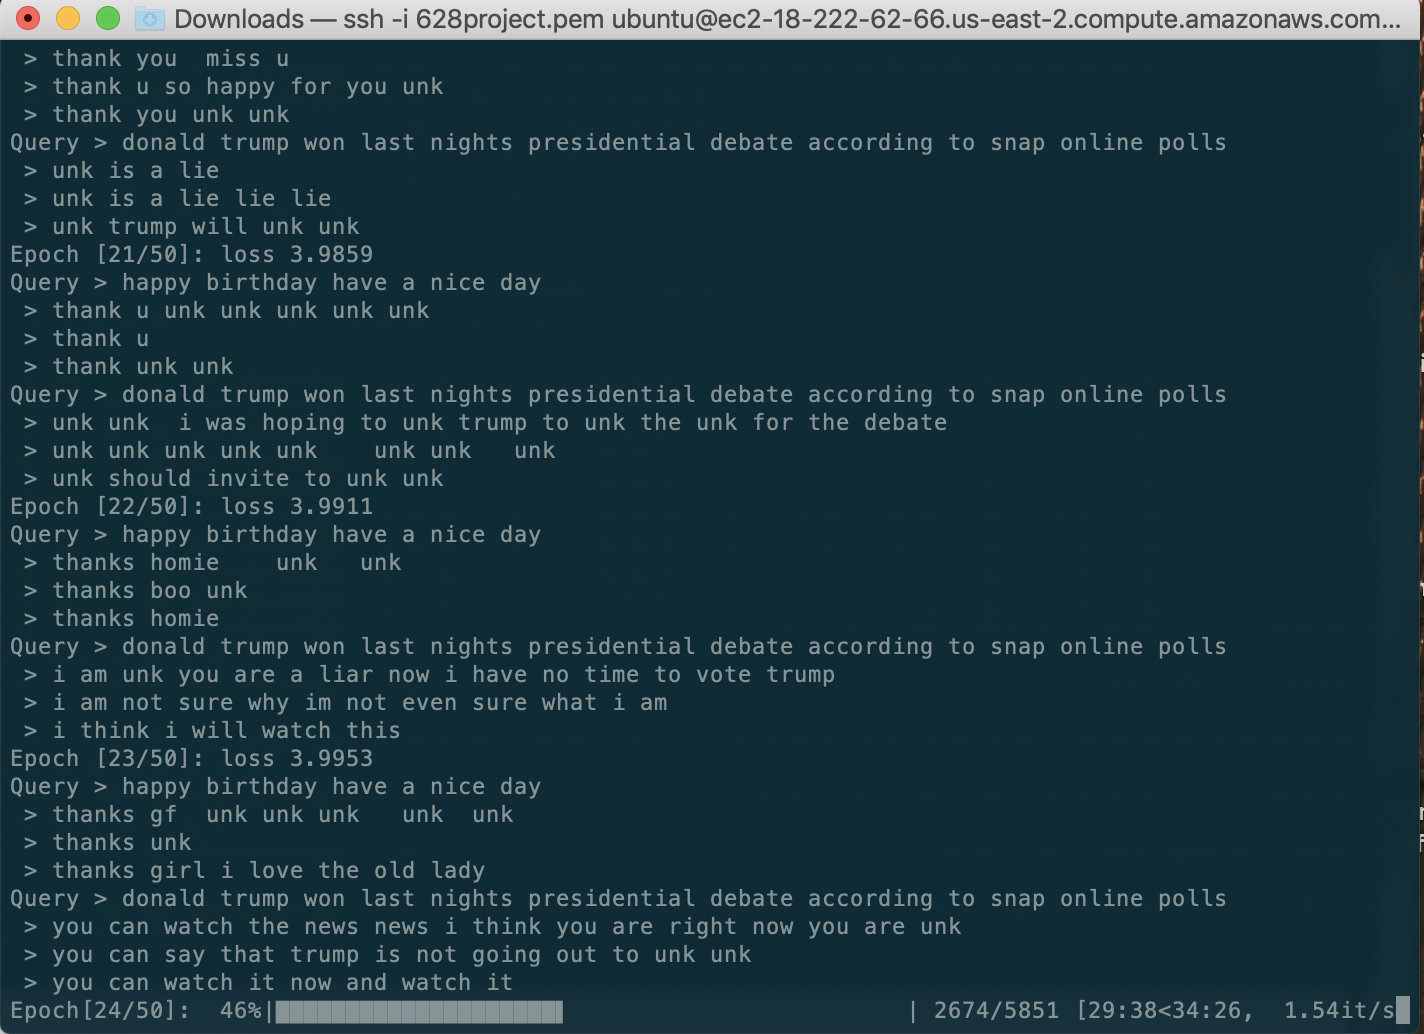 Downloads — ssh -i 628project.pem ubuntu@ec2-18-222-62-66.us-east-2.compute.amazonaws.com...
> thank you  miss u
> thank u so happy for you unk
> thank you unk unk
Query > donald trump won last nights presidential debate according to snap online polls
> unk is a lie
> unk is a lie lie lie
> unk trump will unk unk
Epoch [21/50]: loss 3.9859
Query > happy birthday have a nice day
> thank u unk unk unk unk unk
> thank u
> thank unk unk
Query > donald trump won last nights presidential debate according to snap online polls
> unk unk  i was hoping to unk trump to unk the unk for the debate
> unk unk unk unk unk    unk unk   unk
> unk should invite to unk unk
Epoch [22/50]: loss 3.9911
Query > happy birthday have a nice day
> thanks homie    unk   unk
> thanks boo unk
> thanks homie
Query > donald trump won last nights presidential debate according to snap online polls
> i am unk you are a liar now i have no time to vote trump
> i am not sure why im not even sure what i am
> i think i will watch this
Epoch [23/50]: loss 3.9953
Query > happy birthday have a nice day
> thanks gf  unk unk unk   unk  unk
> thanks unk
> thanks girl i love the old lady
Query > donald trump won last nights presidential debate according to snap online polls
> you can watch the news news i think you are right now you are unk
> you can say that trump is not going out to unk unk
> you can watch it now and watch it
Epoch[24/50]:  46%| | 2674/5851 [29:38<34:26,  1.54it/s